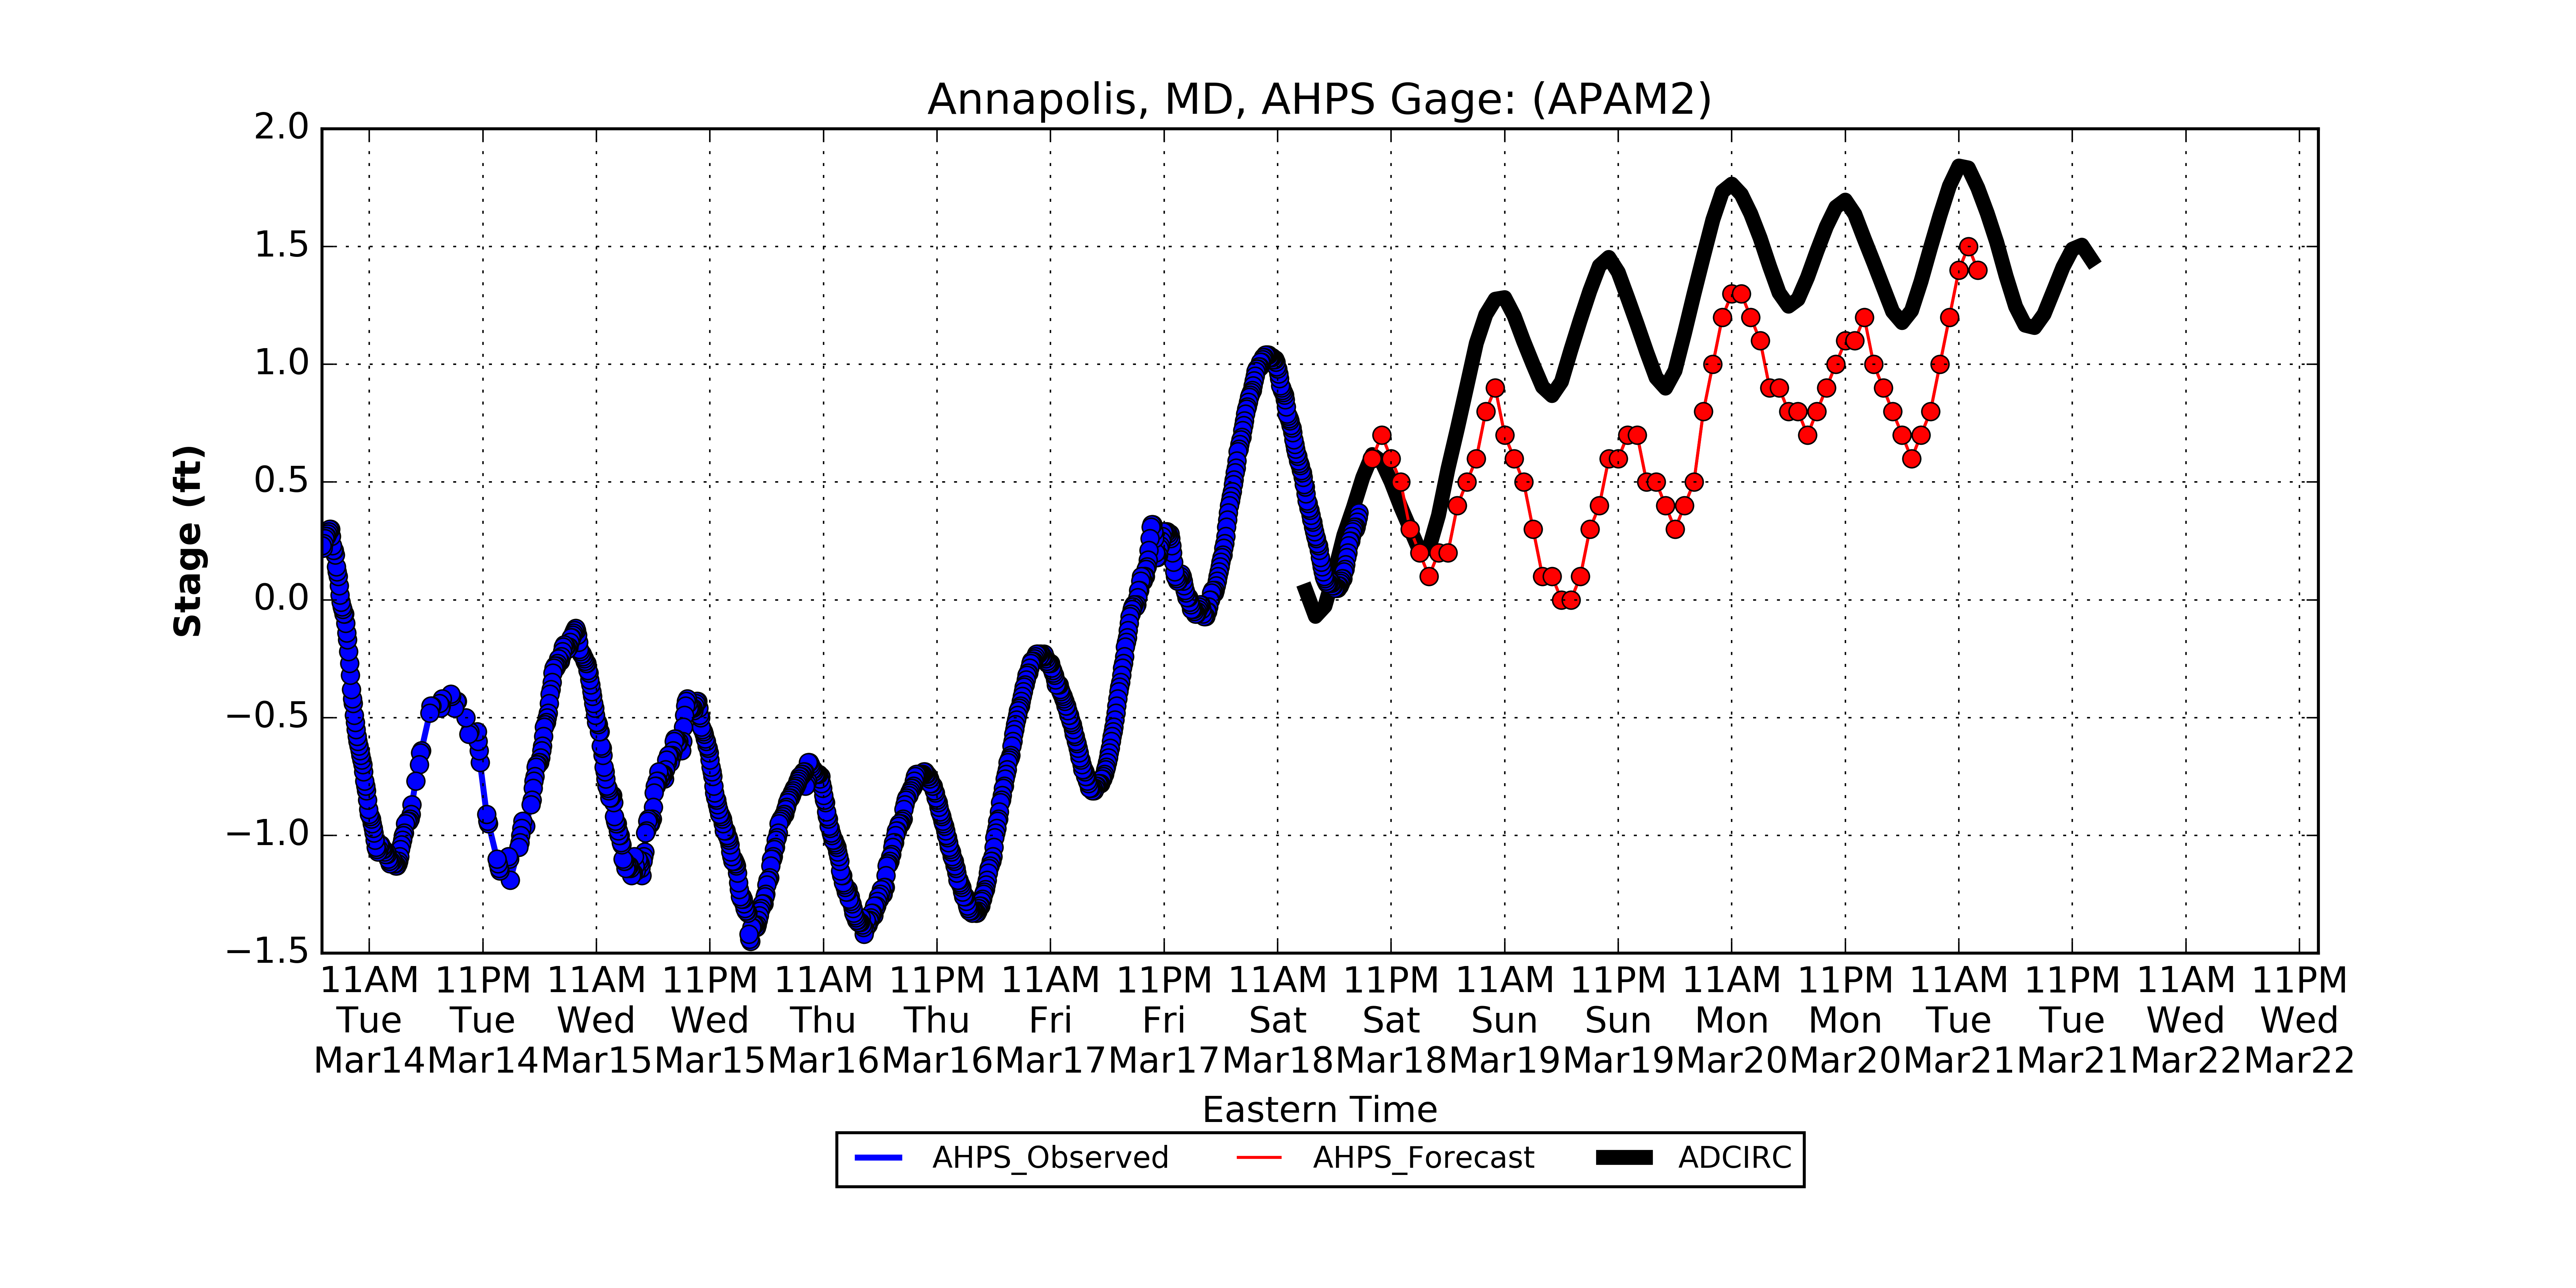 Annapolis, MD, AHPS Gage: (APAM2)
2.0
1.5
1.0
0.5
0.0
−0.5
−1.0
−1.5
Stage (ft)
11AM 11PM 11AM 11PM 11AM 11PM 11AM 11PM 11AM 11PM 11AM 11PM 11AM 11PM 11AM 11PM 11AM 11PM
Tue Tue Wed Wed Thu Thu Fri Fri Sat Sat Sun Sun Mon Mon Tue Tue Wed Wed
Mar14 Mar14 Mar15 Mar15 Mar16 Mar16 Mar17 Mar17 Mar18 Mar18 Mar19 Mar19 Mar20 Mar20 Mar21 Mar21 Mar22 Mar22
Eastern Time
AHPS_Observed AHPS_Forecast ADCIRC